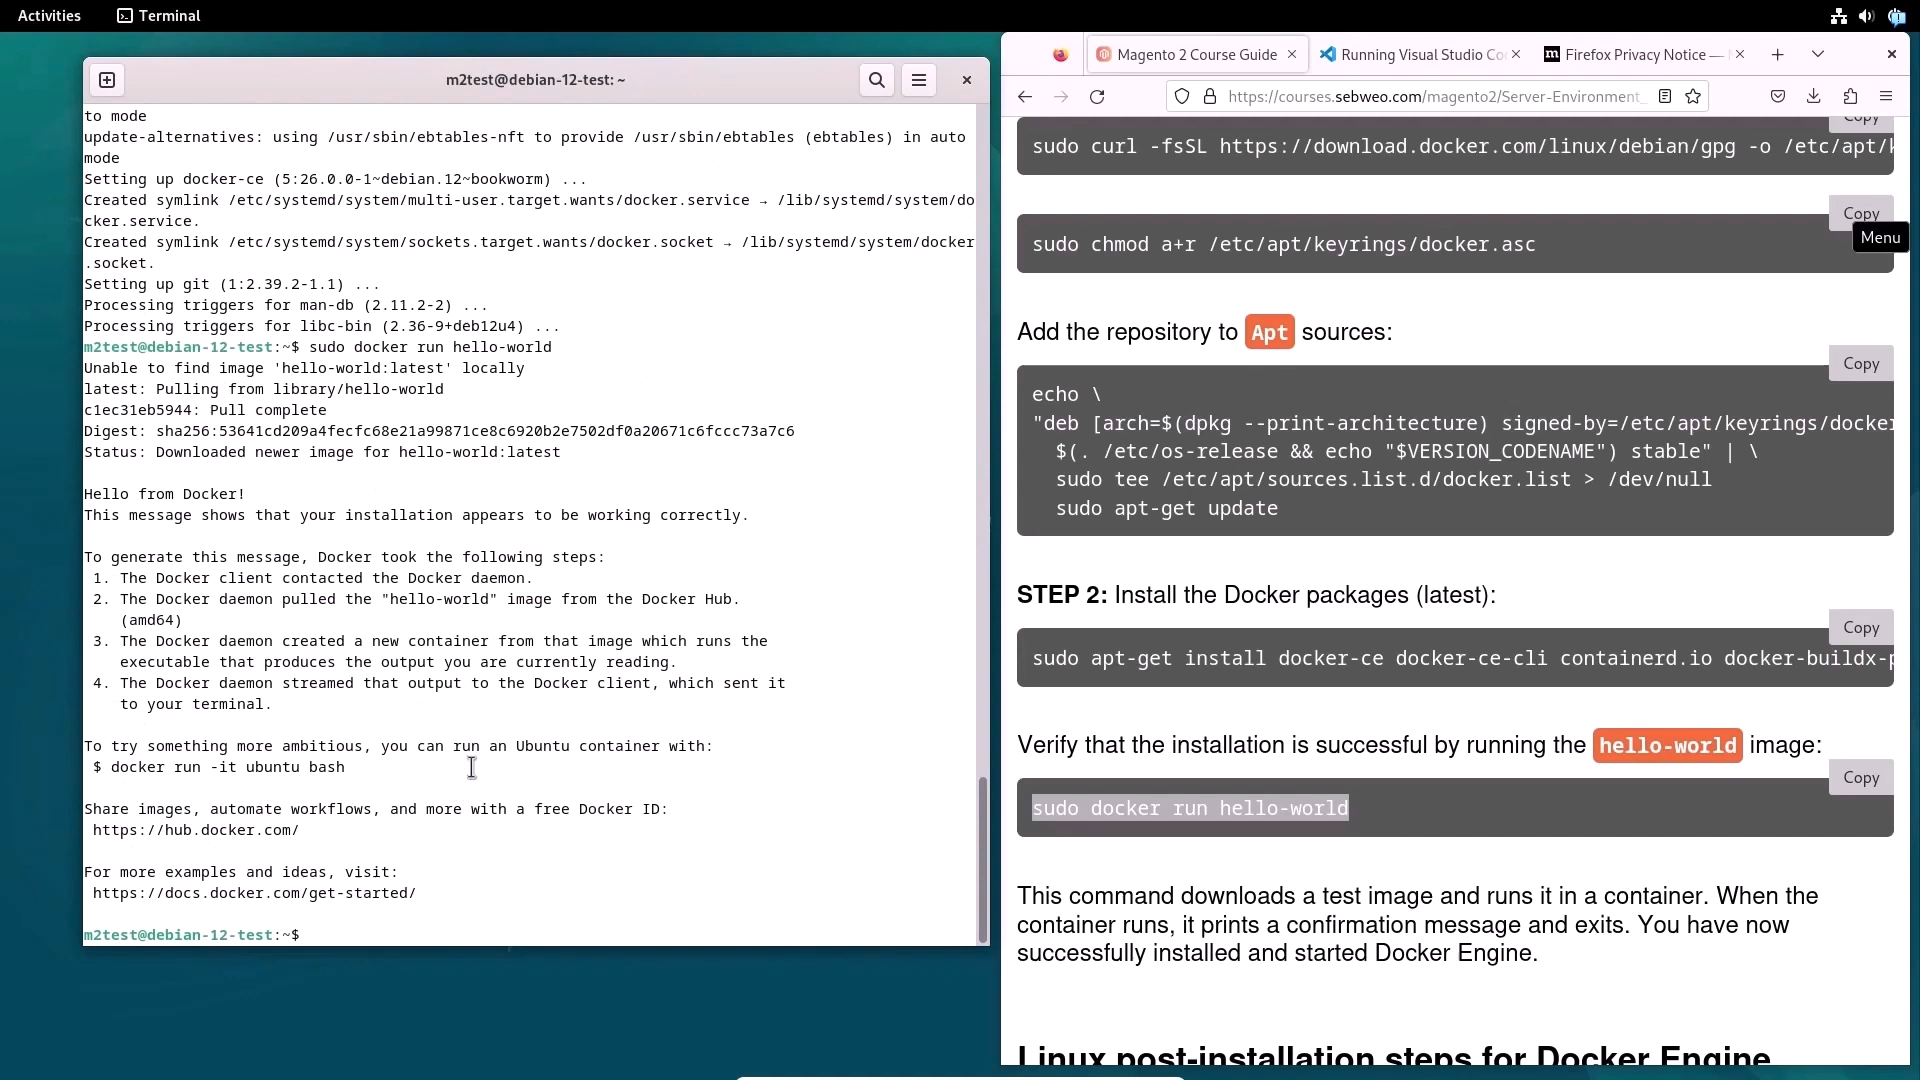 Activities
Terminal
m2test@debian-12-test: ~
to mode
update-alternatives: using /usr/sbin/ebtables-nft to provide /usr/sbin/ebtables (ebtables) in auto
mode
Setting up docker-ce (5:26.0.0-1~debian.12~bookworm) ...
Created symlink /etc/systemd/system/multi-user.target.wants/docker.service → /lib/systemd/system/do
cker.service.
Created symlink /etc/systemd/system/sockets.target.wants/docker.socket → /lib/systemd/system/docker
.socket.
Setting up git (1:2.39.2-1.1) ...
Processing triggers for man-db (2.11.2-2) ...
Processing triggers for libc-bin (2.36-9+deb12u4) ...
m2test@debian-12-test:~$ sudo docker run hello-world
Unable to find image 'hello-world:latest' locally
latest: Pulling from library/hello-world
c1ec31eb5944: Pull complete
Digest: sha256:53641cd209a4fecfc68e21a99871ce8c6920b2e7502df0a20671c6fccc73a7c6
Status: Downloaded newer image for hello-world:latest
Hello from Docker!
This message shows that your installation appears to be working correctly.
To generate this message, Docker took the following steps:
1. The Docker client contacted the Docker daemon.
2. The Docker daemon pulled the "hello-world" image from the Docker Hub.
(amd64)
3. The Docker daemon created a new container from that image which runs the
executable that produces the output you are currently reading.
4. The Docker daemon streamed that output to the Docker client, which sent it
to your terminal.
To try something more ambitious, you can run an Ubuntu container with:
$ docker run -it ubuntu bash
Share images, automate workflows, and more with a free Docker ID:
https://hub.docker.com/
For more examples and ideas, visit:
https://docs.docker.com/get-started/
m2test@debian-12-test:~$
Magento 2 Course Guide
Running Visual Studio Co
Firefox Privacy Notice —
https://courses.sebweo.com/magento2/Server-Environment_
Copy
sudo curl -fsSL https://download.docker.com/linux/debian/gpg -o /etc/apt/k
Copy
Menu
sudo chmod a+r /etc/apt/keyrings/docker.asc
Add the repository to Apt sources:
Copy
echo \
"deb [arch=$(dpkg --print-architecture) signed-by=/etc/apt/keyrings/docker
$(. /etc/os-release && echo "$VERSION_CODENAME") stable" | \
sudo tee /etc/apt/sources.list.d/docker.list > /dev/null
sudo apt-get update
STEP 2: Install the Docker packages (latest):
Copy
sudo apt-get install docker-ce docker-ce-cli containerd.io docker-buildx-p
Verify that the installation is successful by running the hello-world image:
Copy
sudo docker run hello-world
This command downloads a test image and runs it in a container. When the
container runs, it prints a confirmation message and exits. You have now
successfully installed and started Docker Engine.
Linux post-installation steps for Docker Engine